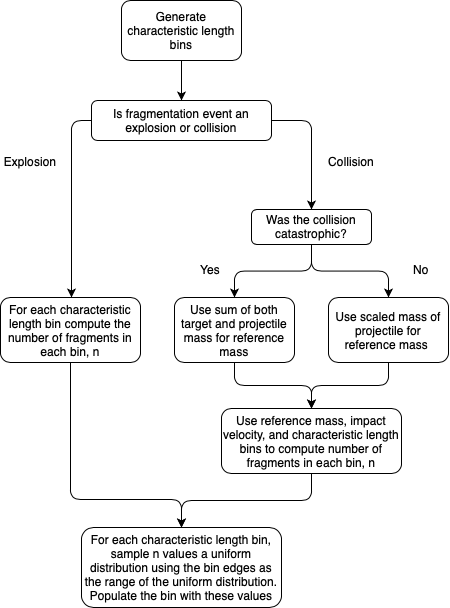 Generate
characteristic length
bins
Is fragmentation event an
explosion or collision
Explosion
Collision
Was the collision
catastrophic?
Yes
No
For each characteristic
length bin compute the
number of fragments in
each bin, n
Use sum of both
target and projectile
mass for reference
mass
Use scaled mass of
projectile for
reference mass
Use reference mass, impact
velocity, and characteristic length
bins to compute number of
fragments in each bin, n
For each characteristic length bin,
sample n values a uniform
distribution using the bin edges as
the range of the uniform distribution.
Populate the bin with these values